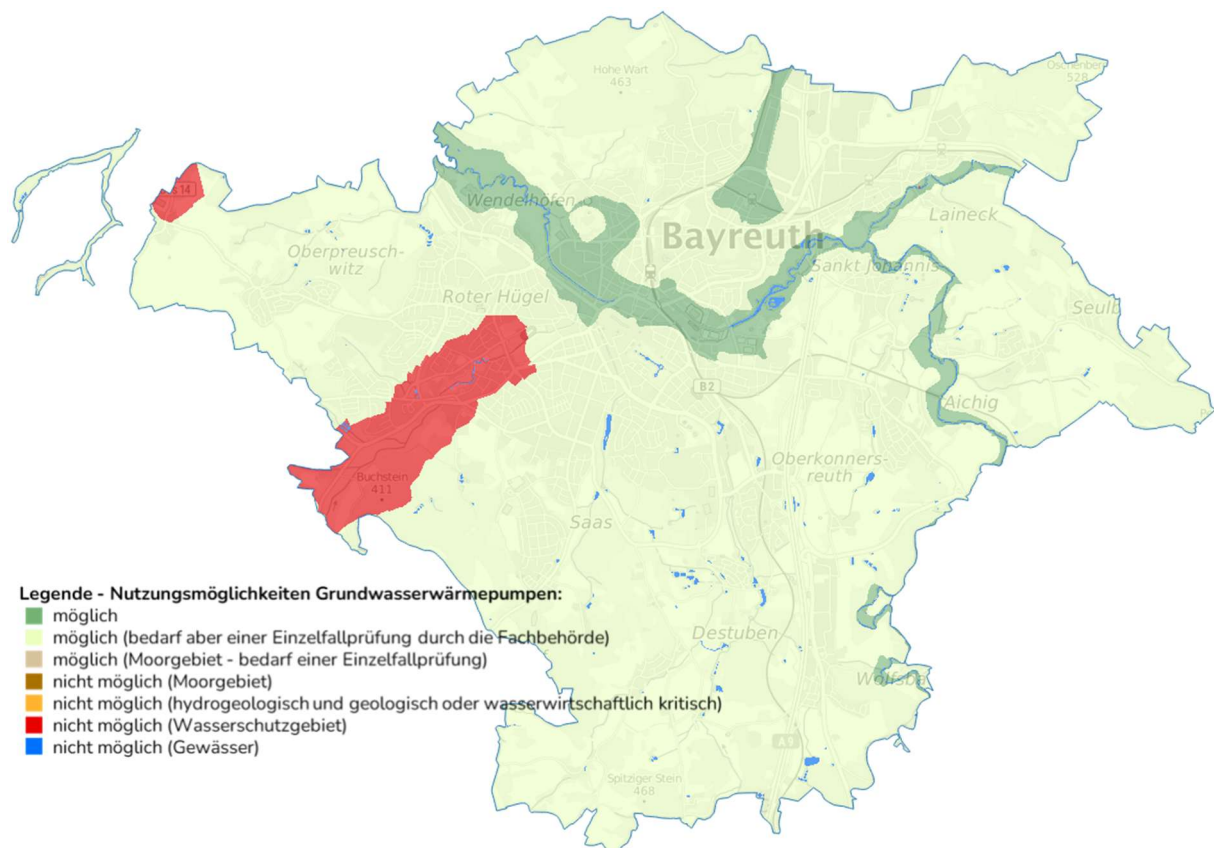 Hohe Wart
463
Oschenberg
528
14
Wendelhöfen
Laineck
Bayreuth
Oberpreusch-
witz
Sankt Johannis
Roter Hügel
Seulb
B2
Aichig
Oberkonners-
reuth
Buchstein
411
Saas
Legende - Nutzungsmöglichkeiten Grundwasserwärmepumpen:
möglich
möglich (bedarf aber einer Einzelfallprüfung durch die Fachbehörde)
möglich (Moorgebiet - bedarf einer Einzelfallprüfung)
nicht möglich (Moorgebiet)
nicht möglich (hydrogeologisch und geologisch oder wasserwirtschaftlich kritisch)
nicht möglich (Wasserschutzgebiet)
nicht möglich (Gewässer)
Destuben
Wolfsba
A9
Spitziger Stein
468